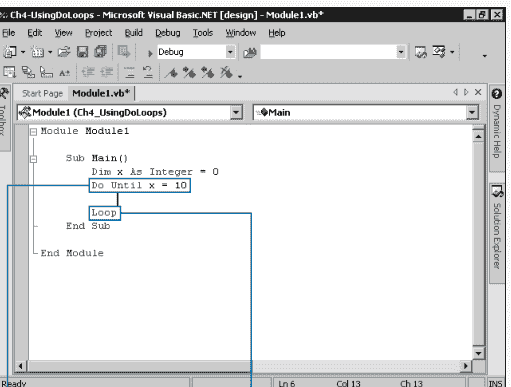 Ch4-UsingDoLoops - Microsoft Visual Basic.NET [design] - Module1.vb*
File Edit View Project Build Debug Tools Window Help
Debug
Start Page Module1.vb*
Module1 (Ch4_UsingDoLoops) Main
Toolbox
Dynamic Help
Solution Explorer
Module Module1
Sub Main()
Dim x As Integer = 0
Do Until x = 10
Loop
End Sub
End Module
Ready Ln 6 Col 13 Ch 13 INS